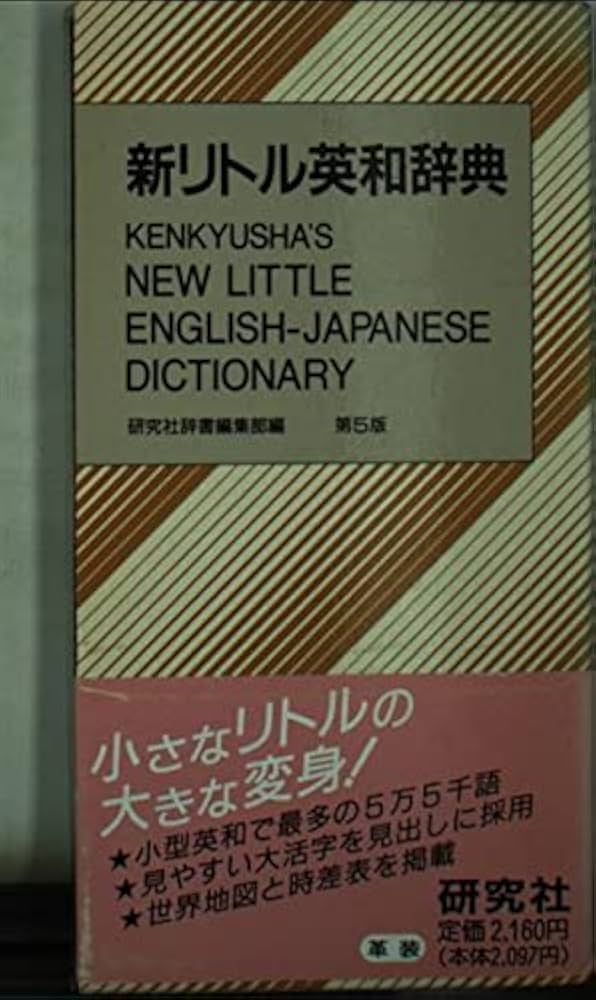 新リトル英和辞典
KENKYUSHA'S
NEW LITTLE
ENGLISH-JAPANESE
DICTIONARY
研究社辞書編集部編 第5版
小さなリトルの
大きな変身!
★小型英和で最多の5万5千語
★見やすい大活字を見出しに採用
★世界地図と時差表を掲載
研究社
革装 定価2,160円
(本体2,097円)